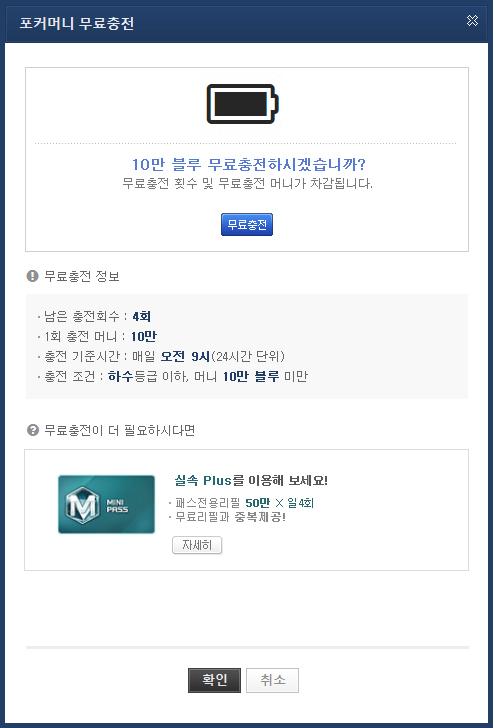 포커머니 무료충전
10만 블루 무료충전하시겠습니까?
무료충전 횟수 및 무료충전 머니가 차감됩니다.
무료충전
무료충전 정보
· 남은 충전회수 : 4회
· 1회 충전 머니 : 10만
· 충전 기준시간 : 매일 오전 9시(24시간 단위)
· 충전 조건 : 하수등급 이하, 머니 10만 블루 미만
무료충전이 더 필요하시다면
M MINI
PASS
실속 Plus를 이용해 보세요!
· 패스전용리필 50만 X 일4회
· 무료리필과 중복제공!
자세히
확인 취소